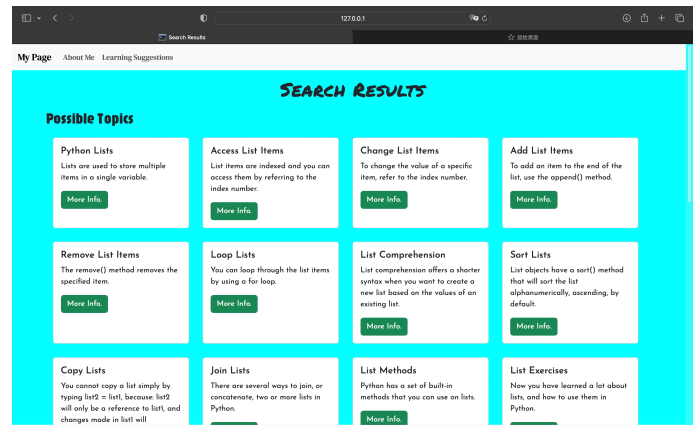 127.0.0.1
Search Results
起始頁面
My Page About Me Learning Suggestions
Search Results
Possible Topics
Python Lists
Lists are used to store multiple
items in a single variable.
More Info.
Access List Items
List items are indexed and you can
access them by referring to the
index number.
More Info.
Change List Items
To change the value of a specific
item, refer to the index number.
More Info.
Add List Items
To add an item to the end of the
list, use the append() method.
More Info.
Remove List Items
The remove() method removes the
specified item.
More Info.
Loop Lists
You can loop through the list items
by using a for loop.
More Info.
List Comprehension
List comprehension offers a shorter
syntax when you want to create a
new list based on the values of an
existing list.
More Info.
Sort Lists
List objects have a sort() method
that will sort the list
alphanumerically, ascending, by
default.
More Info.
Copy Lists
You cannot copy a list simply by
typing list2 = list1, because: list2
will only be a reference to list1, and
changes made in list1 will
Join Lists
There are several ways to join, or
concatenate, two or more lists in
Python.
List Methods
Python has a set of built-in
methods that you can use on lists.
More Info.
List Exercises
Now you have learned a lot about
lists, and how to use them in
Python.